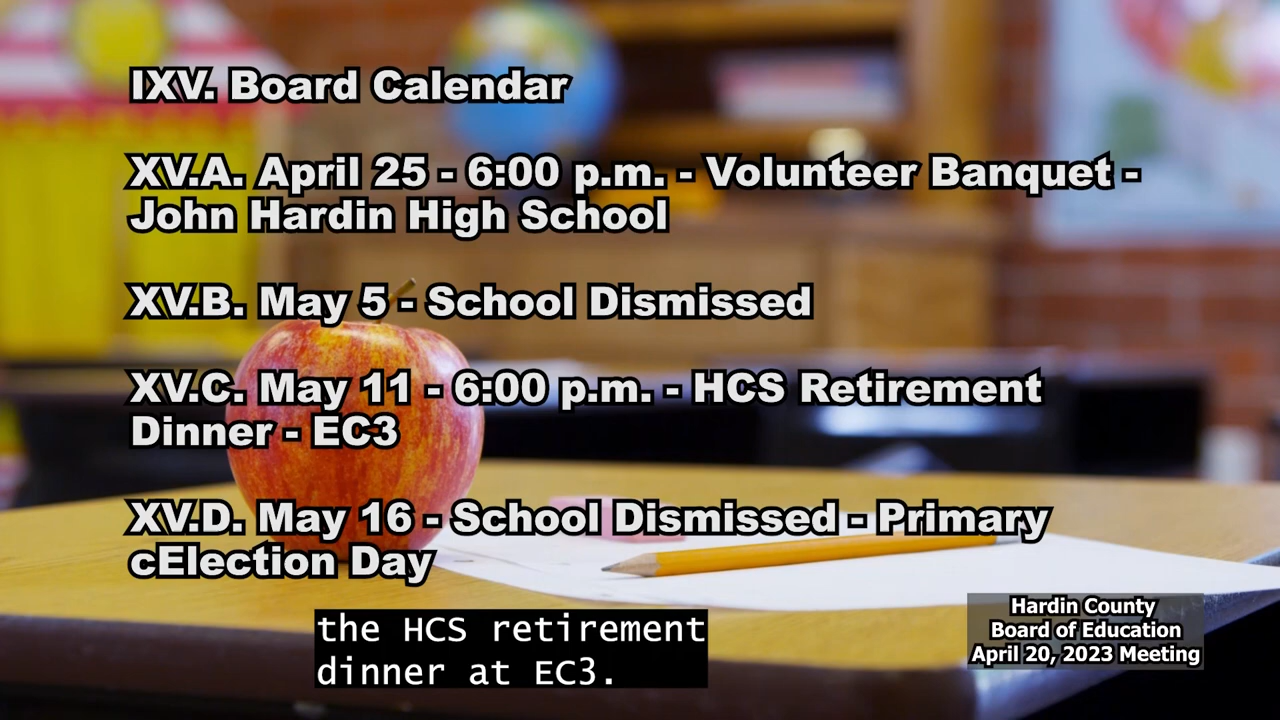 IXV. Board Calendar
XV.A. April 25 - 6:00 p.m. - Volunteer Banquet -
John Hardin High School
XV.B. May 5 - School Dismissed
XV.C. May 11 - 6:00 p.m. - HCS Retirement
Dinner - EC3
XV.D. May 16 - School Dismissed - Primary
cElection Day
the HCS retirement
dinner at EC3.
Hardin County
Board of Education
April 20, 2023 Meeting